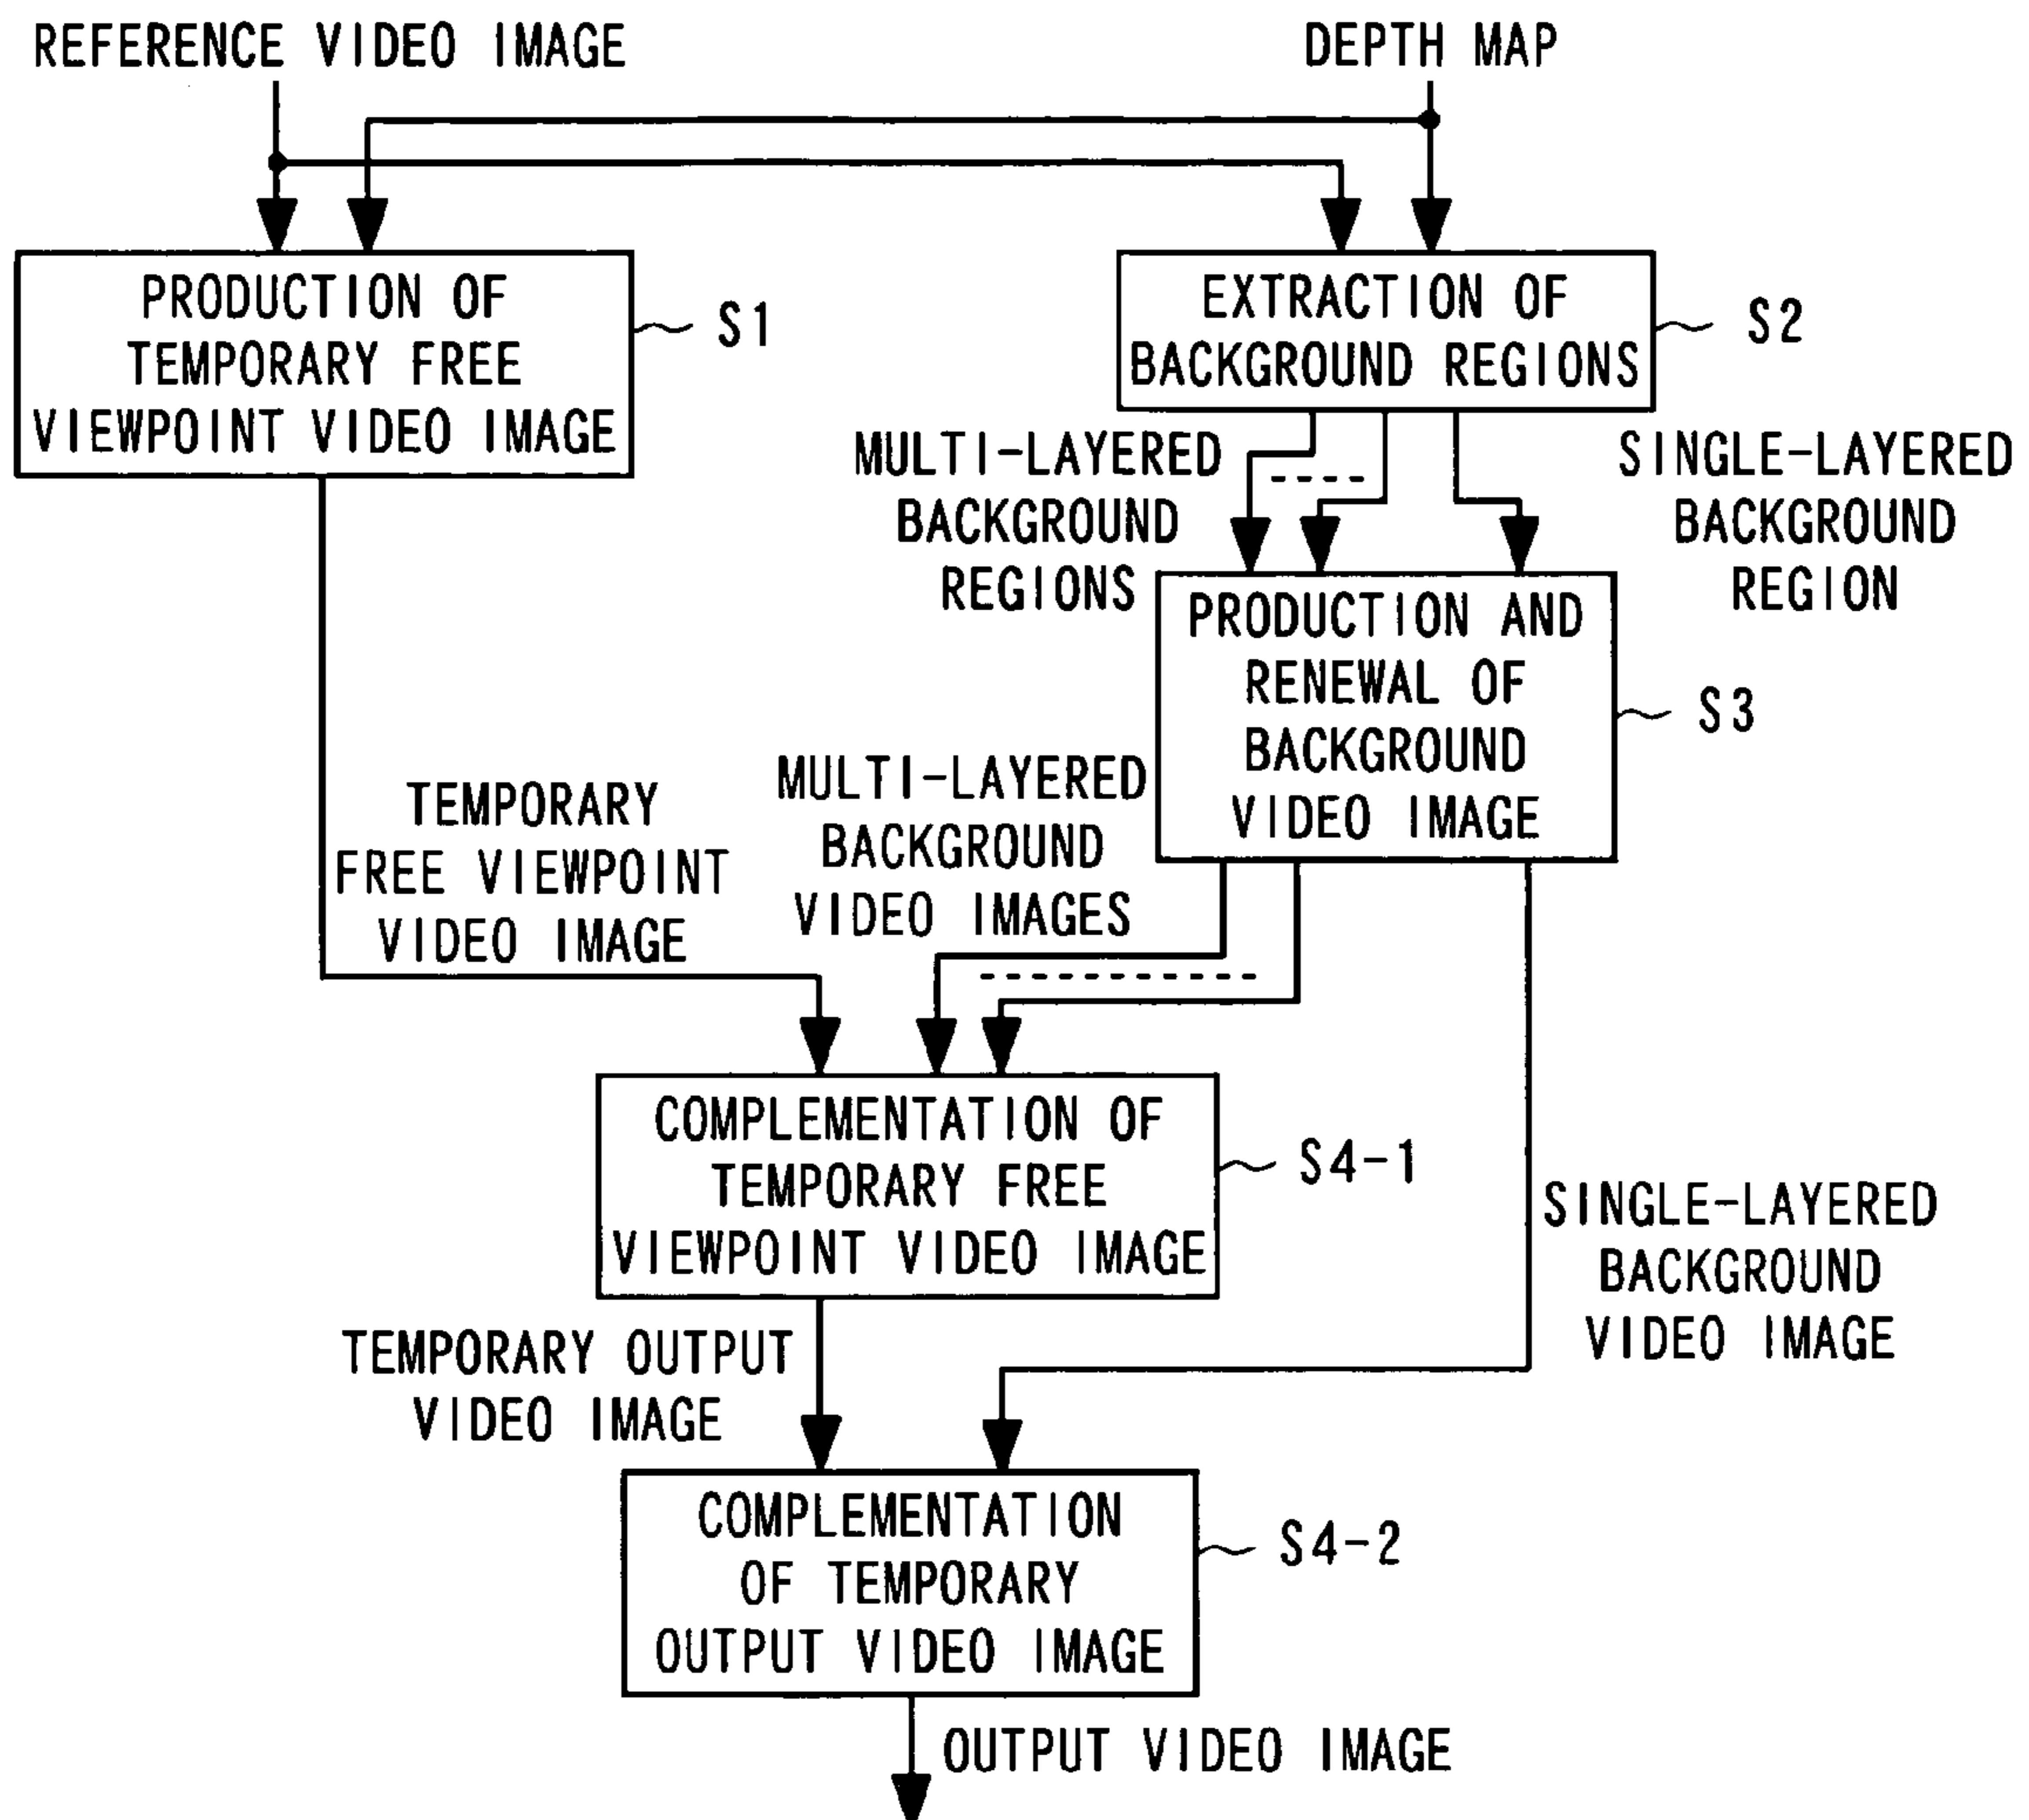 REFERENCE VIDEO IMAGE
DEPTH MAP
PRODUCTION OF
TEMPORARY FREE
VIEWPOINT VIDEO IMAGE
S1
EXTRACTION OF
BACKGROUND REGIONS
S2
MULTI-LAYERED
BACKGROUND
REGIONS
SINGLE-LAYERED
BACKGROUND
REGION
PRODUCTION AND
RENEWAL OF
BACKGROUND
VIDEO IMAGE
S3
TEMPORARY
FREE VIEWPOINT
VIDEO IMAGE
MULTI-LAYERED
BACKGROUND
VIDEO IMAGES
COMPLEMENTATION OF
TEMPORARY FREE
VIEWPOINT VIDEO IMAGE
S4-1
SINGLE-LAYERED
BACKGROUND
VIDEO IMAGE
TEMPORARY OUTPUT
VIDEO IMAGE
COMPLEMENTATION
OF TEMPORARY
OUTPUT VIDEO IMAGE
S4-2
OUTPUT VIDEO IMAGE